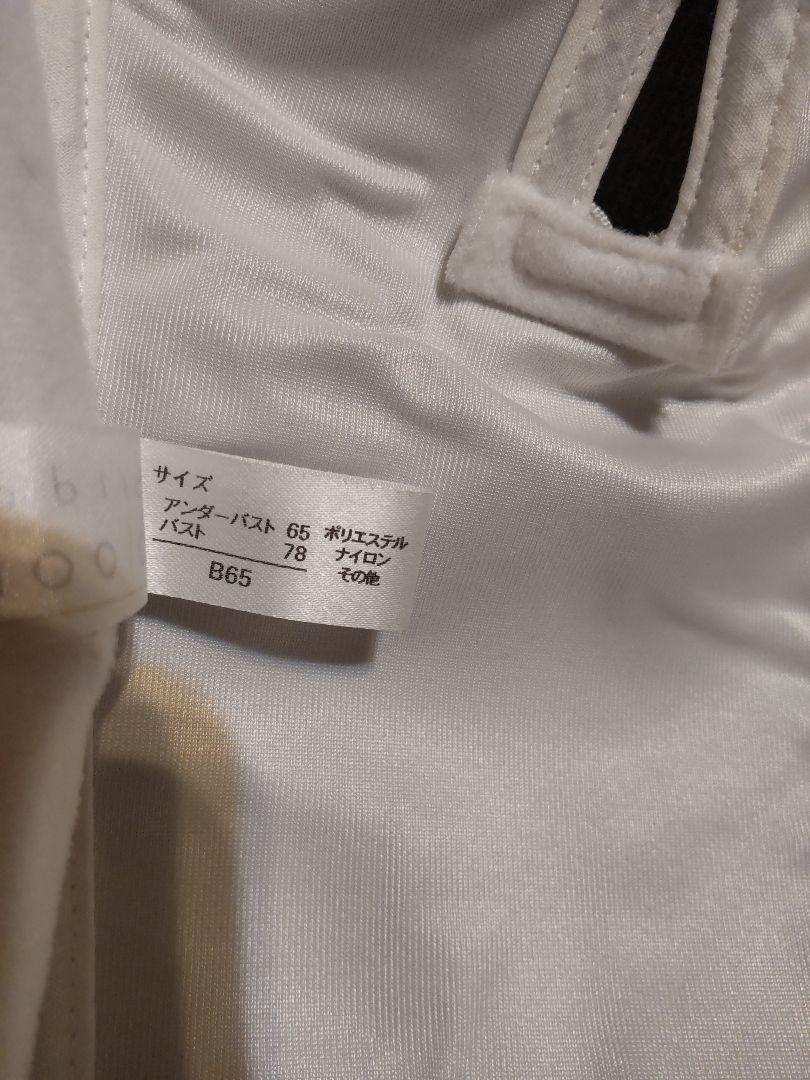 サイズ
アンダーバスト 65
バスト 78
B65
ポリエステル
ナイロン
その他